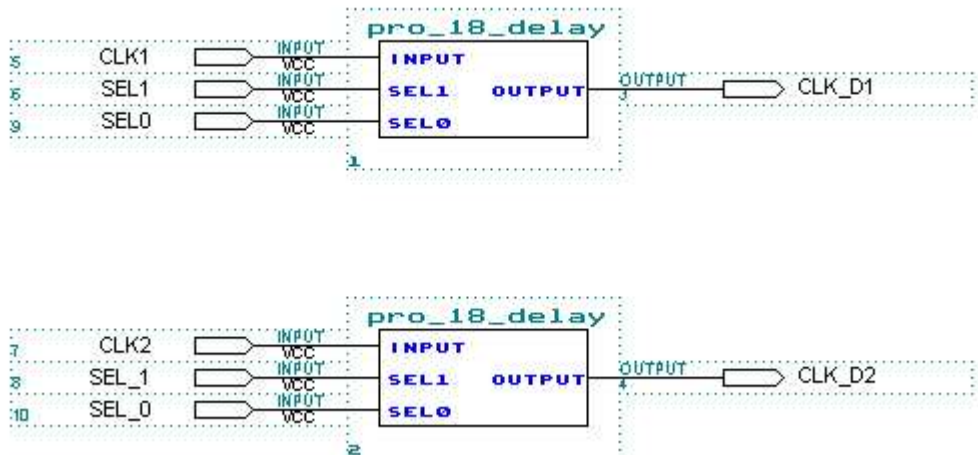 pro_18_delay
5 CLK1 INPUT VCC INPUT
6 SEL1 INPUT VCC SEL1 OUTPUT OUTPUT 3 CLK_D1
9 SEL0 INPUT VCC SEL0
1
pro_18_delay
7 CLK2 INPUT VCC INPUT
8 SEL_1 INPUT VCC SEL1 OUTPUT OUTPUT 4 CLK_D2
10 SEL_0 INPUT VCC SEL0
2